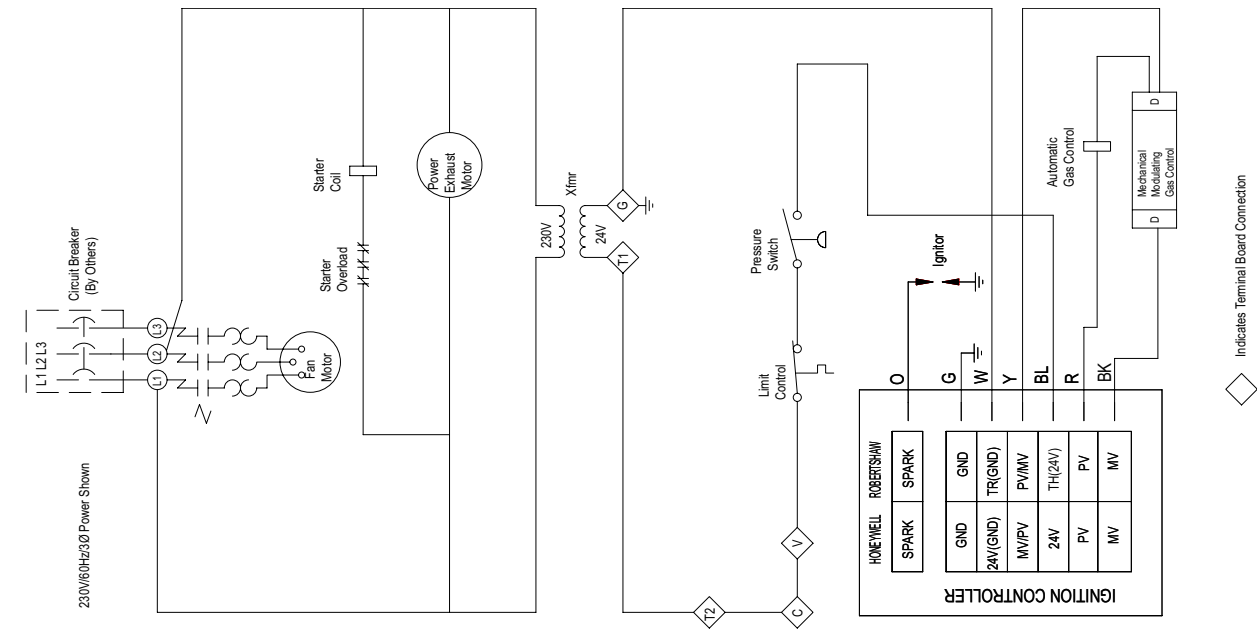 230V/60Hz/3Ø Power Shown
Circuit Breaker
(By Others)
L1 L2 L3
L1
L2
L3
Fan
Motor
Starter
Overload
Starter
Coil
Power
Exhaust
Motor
230V
Xfmr
24V
T1
G
T2
C
V
Limit
Control
Pressure
Switch
Ignitor
Automatic
Gas Control
D
Mechanical
Modulating
Gas Control
D
IGNITION CONTROLLER
HONEYWELL ROBERTSHAW
SPARK SPARK O
GND GND G
24V(GND) TR(GND) W
MV/PV PV/MV Y
24V TH(24V) BL
PV PV R
MV MV BK
Indicates Terminal Board Connection